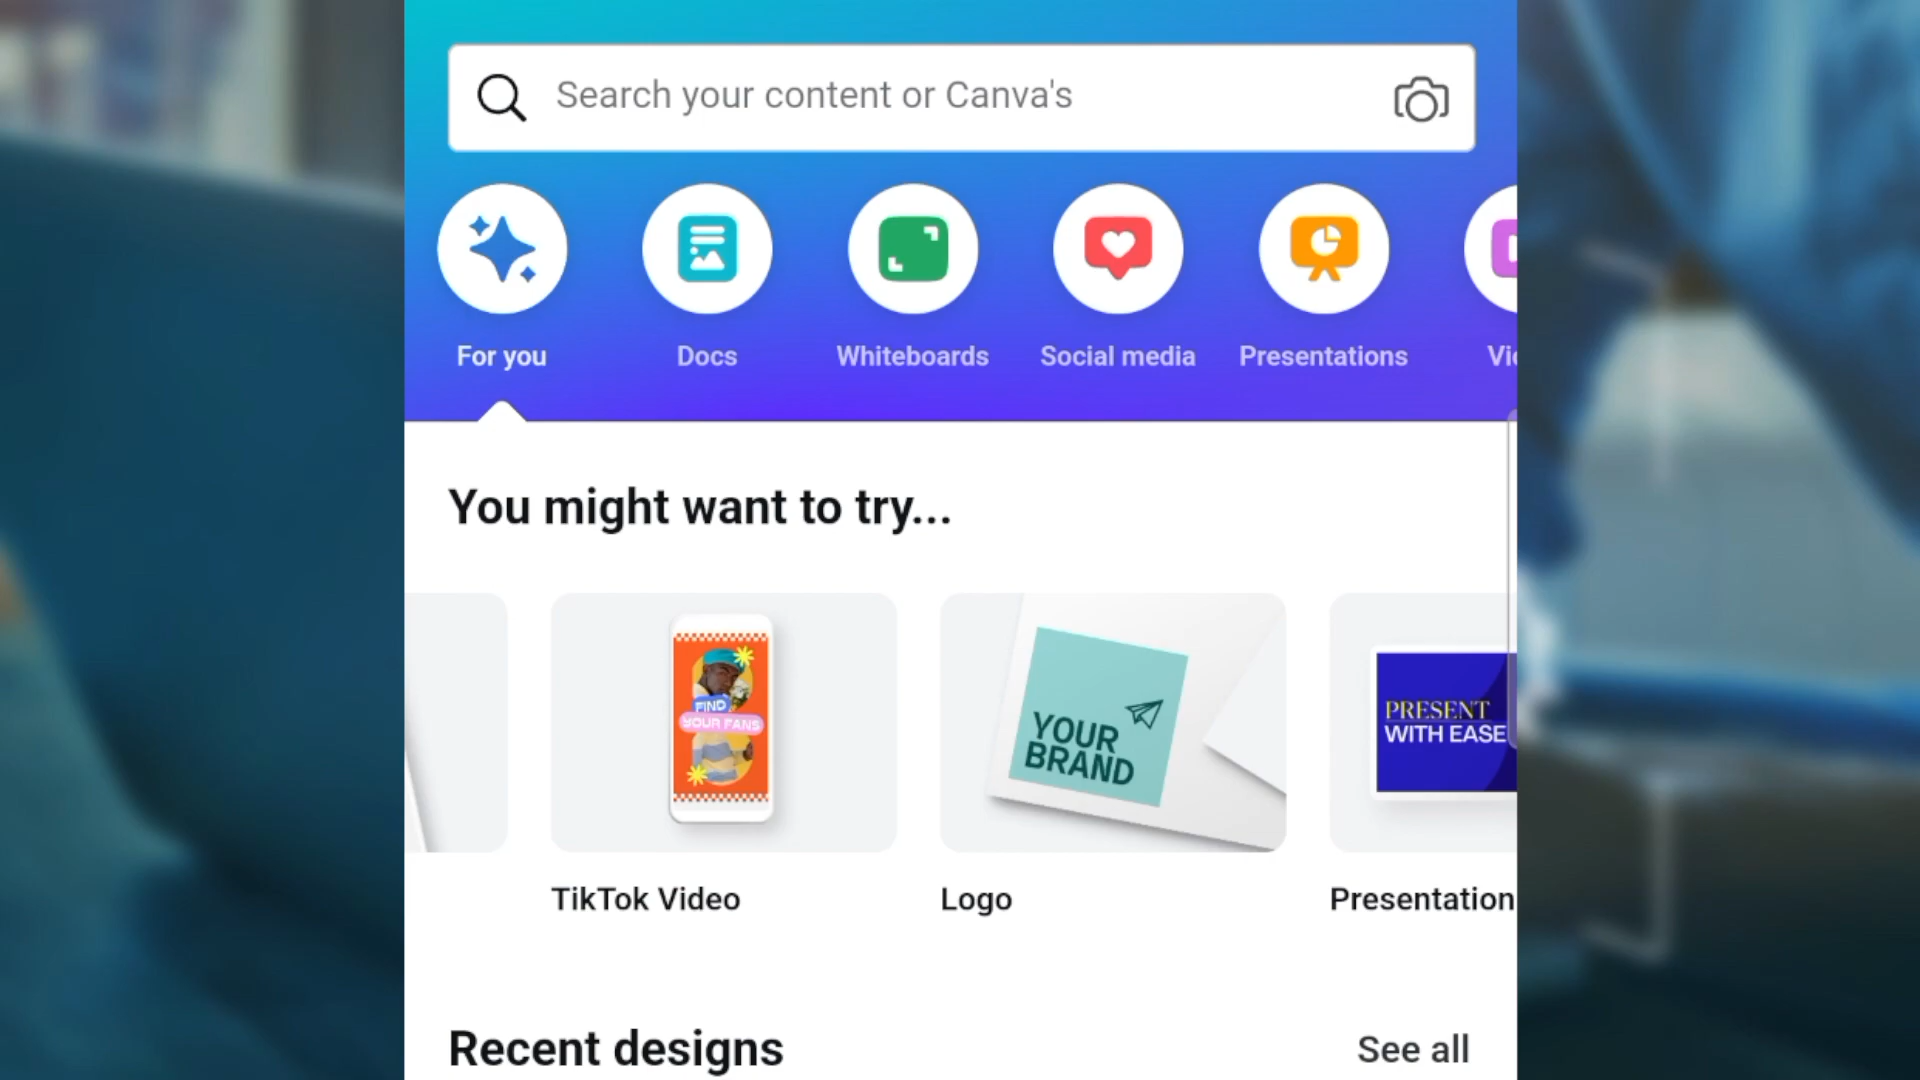 Search your content or Canva's
For you
Docs
Whiteboards
Social media
Presentations
You might want to try...
FIND
YOUR FANS
YOUR
BRAND
PRESENT
WITH EASE
TikTok Video
Logo
Presentation
Recent designs
See all